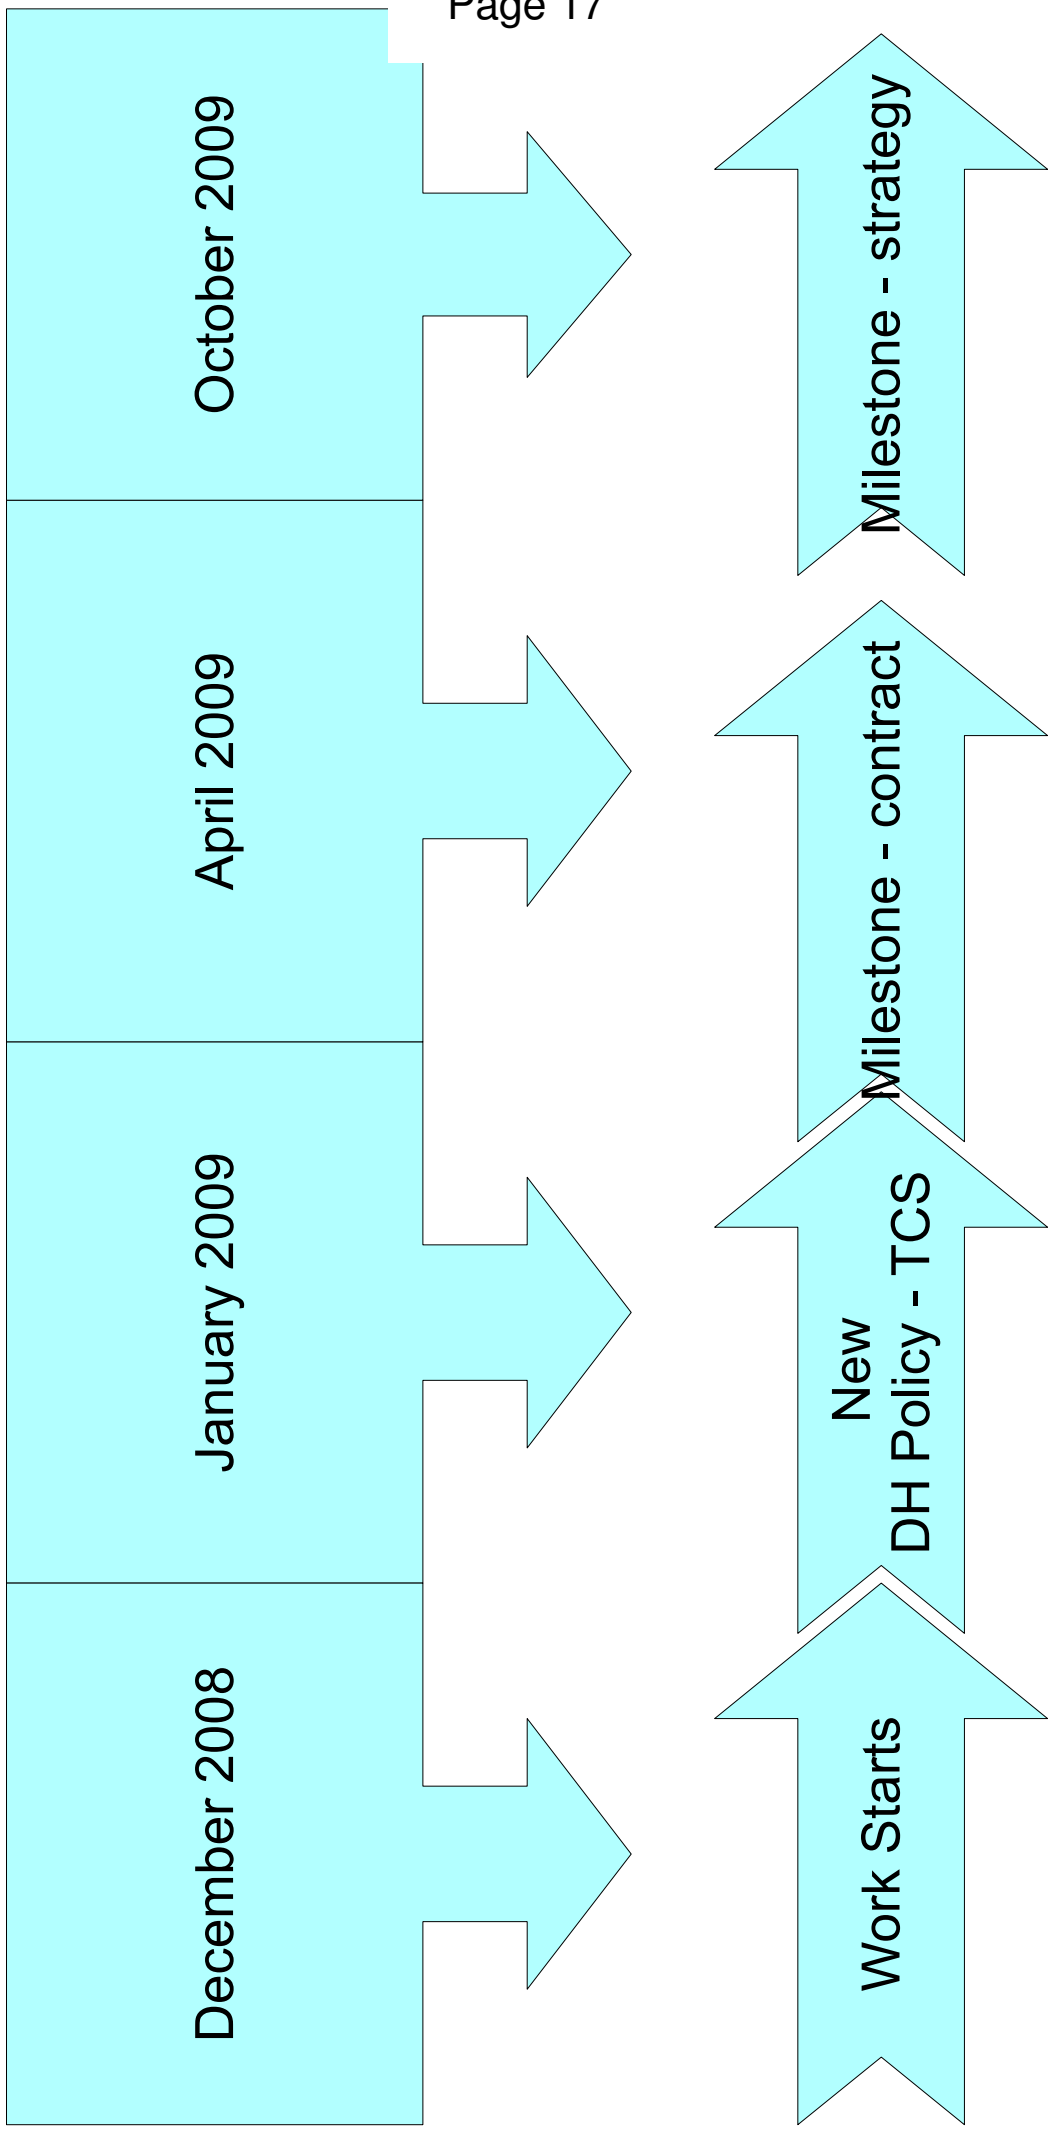 Page 17
December 2008
January 2009
April 2009
October 2009
Work Starts
New
DH Policy - TCS
Milestone - contract
Milestone - strategy